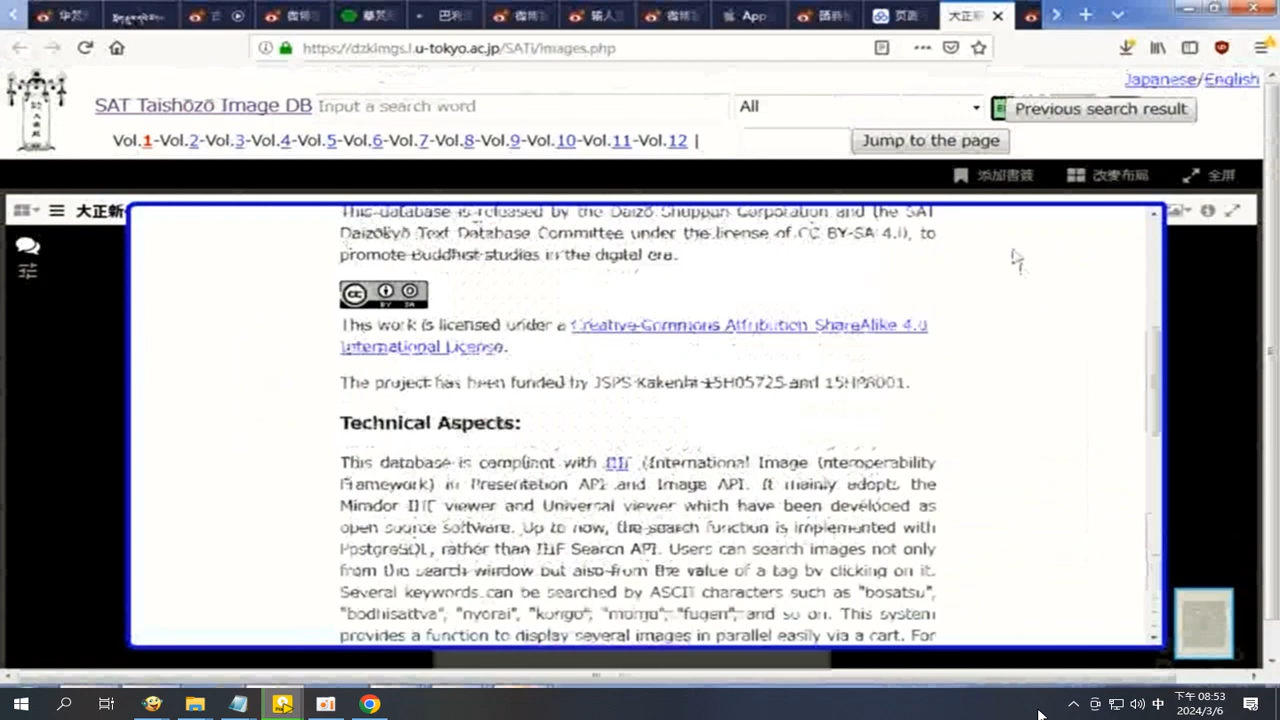 App
页面
大正新
https://dzkimgs.l.u-tokyo.ac.jp/SATi/images.php
Japanese/English
SAT Taishōzō Image DB
Input a search word
All
Previous search result
Vol.1-Vol.2-Vol.3-Vol.4-Vol.5-Vol.6-Vol.7-Vol.8-Vol.9-Vol.10-Vol.11-Vol.12 |
Jump to the page
添加書簽
改變布局
全屏
大正新
This database is released by the Daizō Shuppan Corporation and the SAT
Daizōkyō Text Database Committee under the license of CC BY-SA 4.0, to
promote Buddhist studies in the digital era.
CC BY SA
This work is licensed under a Creative Commons Attribution ShareAlike 4.0
International License.
The project has been funded by JSPS Kakenhi 15H05725 and 15HP8001.
Technical Aspects:
This database is compliant with IIIF (International Image Interoperability
Framework) in Presentation API and Image API. It mainly adopts the
Mirador IIIF viewer and Universal viewer which have been developed as
open source software. Up to now, the search function is implemented with
PostgreSQL, rather than IIIF Search API. Users can search images not only
from the search window but also from the value of a tag by clicking on it.
Several keywords can be searched by ASCII characters such as "bosatsu",
"bodhisattva", "nyorai", "kongo", "monju", "fugen", and so on. This system
provides a function to display several images in parallel easily via a cart. For
中
下午 08:53
2024/3/6